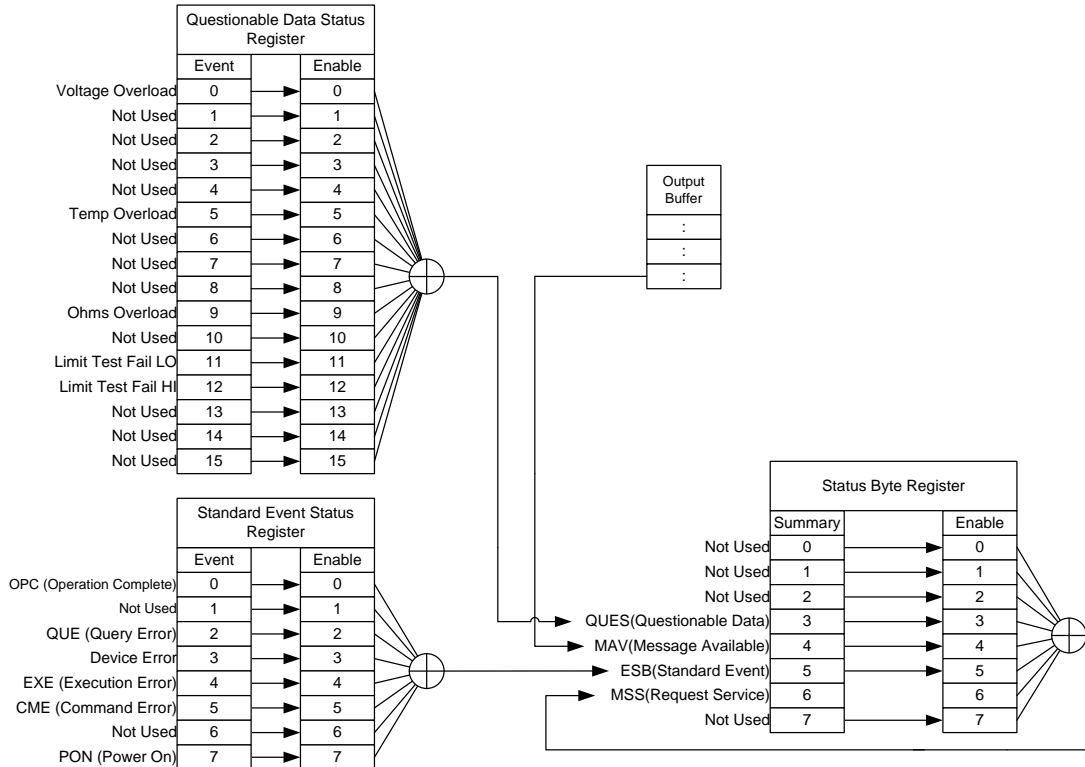 Questionable Data Status
Register
Event Enable
Voltage Overload 0 0
Not Used 1 1
Not Used 2 2
Not Used 3 3
Not Used 4 4
Temp Overload 5 5
Not Used 6 6
Not Used 7 7
Not Used 8 8
Ohms Overload 9 9
Not Used 10 10
Limit Test Fail LO 11 11
Limit Test Fail HI 12 12
Not Used 13 13
Not Used 14 14
Not Used 15 15
Output
Buffer
:
:
:
Standard Event Status
Register
Event Enable
OPC (Operation Complete) 0 0
Not Used 1 1
QUE (Query Error) 2 2
Device Error 3 3
EXE (Execution Error) 4 4
CME (Command Error) 5 5
Not Used 6 6
PON (Power On) 7 7
Status Byte Register
Summary Enable
Not Used 0 0
Not Used 1 1
Not Used 2 2
QUES(Questionable Data) 3 3
MAV(Message Available) 4 4
ESB(Standard Event) 5 5
MSS(Request Service) 6 6
Not Used 7 7